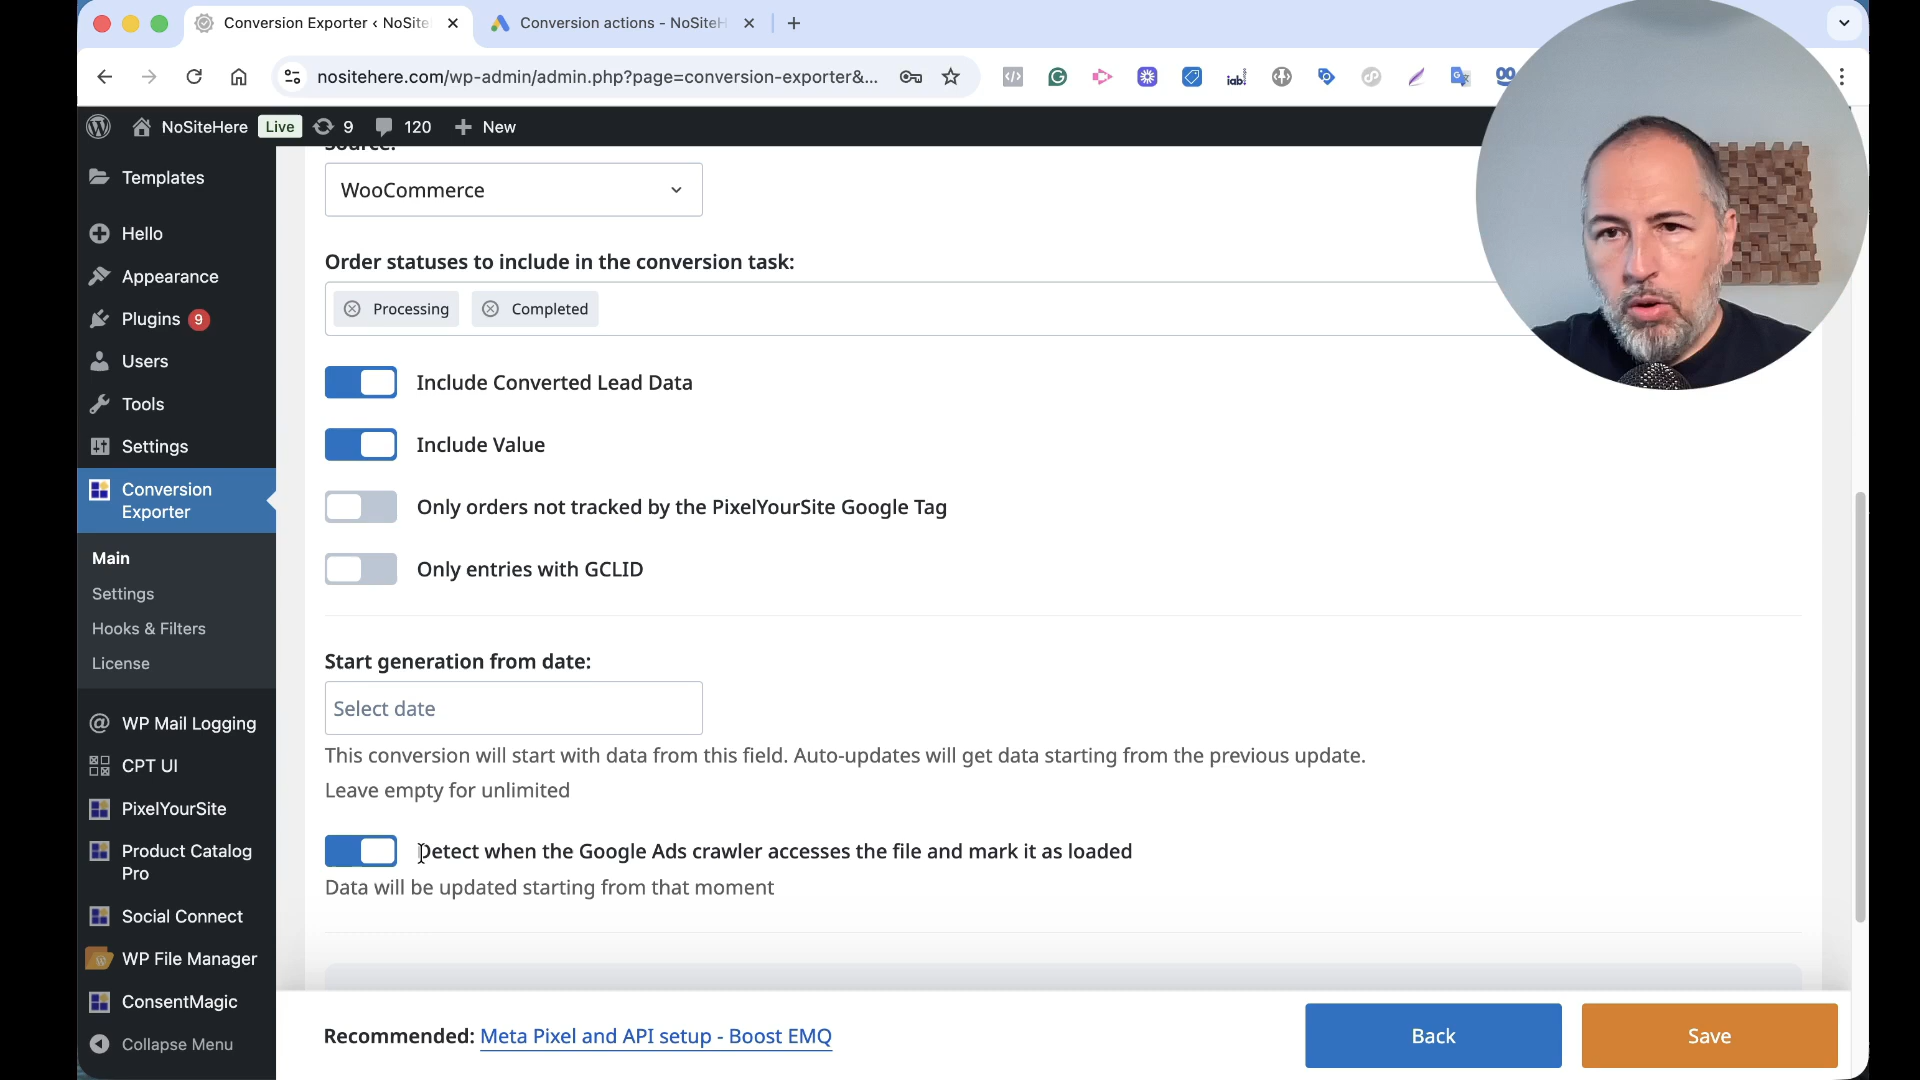 Conversion Exporter ‹ NoSite
Conversion actions - NoSiteH
nositehere.com/wp-admin/admin.php?page=conversion-exporter&...
iab!
NoSiteHere
Live
9
120
New
Templates
Hello
Appearance
Plugins 9
Users
Tools
Settings
Conversion
Exporter
Main
Settings
Hooks & Filters
License
WP Mail Logging
CPT UI
PixelYourSite
Product Catalog
Pro
Social Connect
WP File Manager
ConsentMagic
Collapse Menu
Source:
WooCommerce
Order statuses to include in the conversion task:
Processing
Completed
Include Converted Lead Data
Include Value
Only orders not tracked by the PixelYourSite Google Tag
Only entries with GCLID
Start generation from date:
Select date
This conversion will start with data from this field. Auto-updates will get data starting from the previous update.
Leave empty for unlimited
Detect when the Google Ads crawler accesses the file and mark it as loaded
Data will be updated starting from that moment
Recommended: Meta Pixel and API setup - Boost EMQ
Back
Save